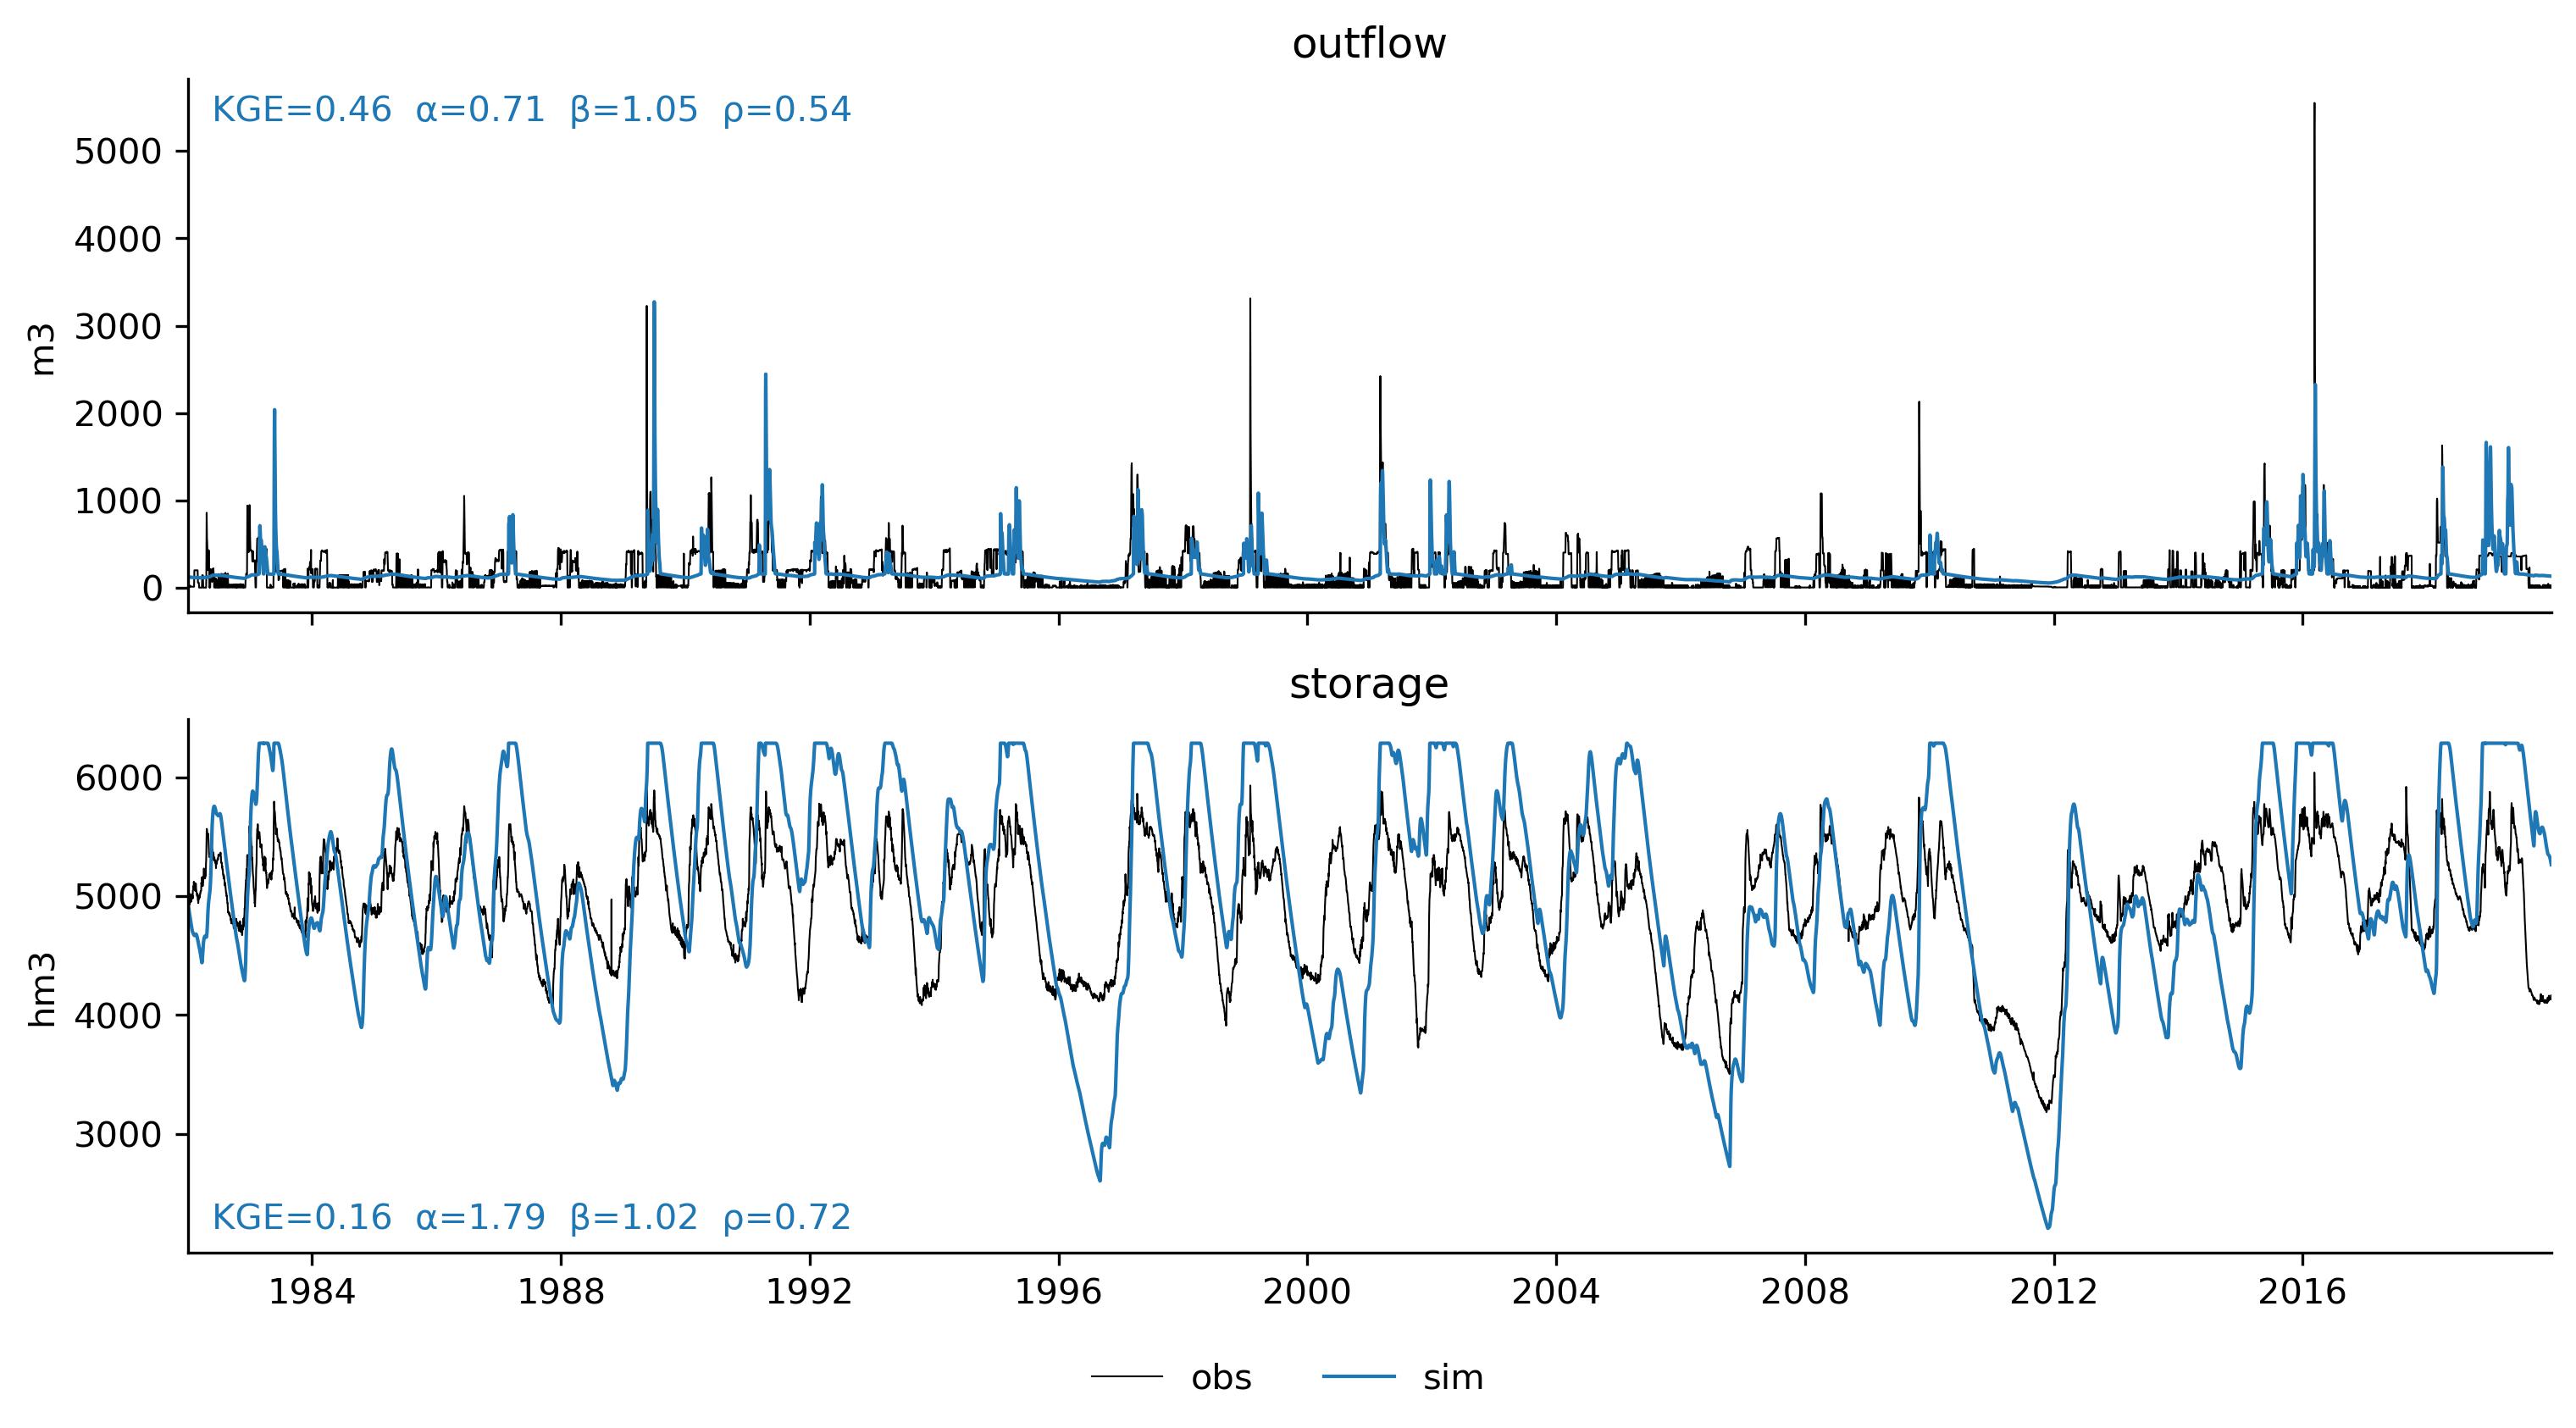 outflow
KGE=0.46 α=0.71 β=1.05 ρ=0.54
5000
4000
3000
2000
1000
0
m3
storage
6000
5000
4000
3000
hm3
KGE=0.16 α=1.79 β=1.02 ρ=0.72
1984 1988 1992 1996 2000 2004 2008 2012 2016
obs sim